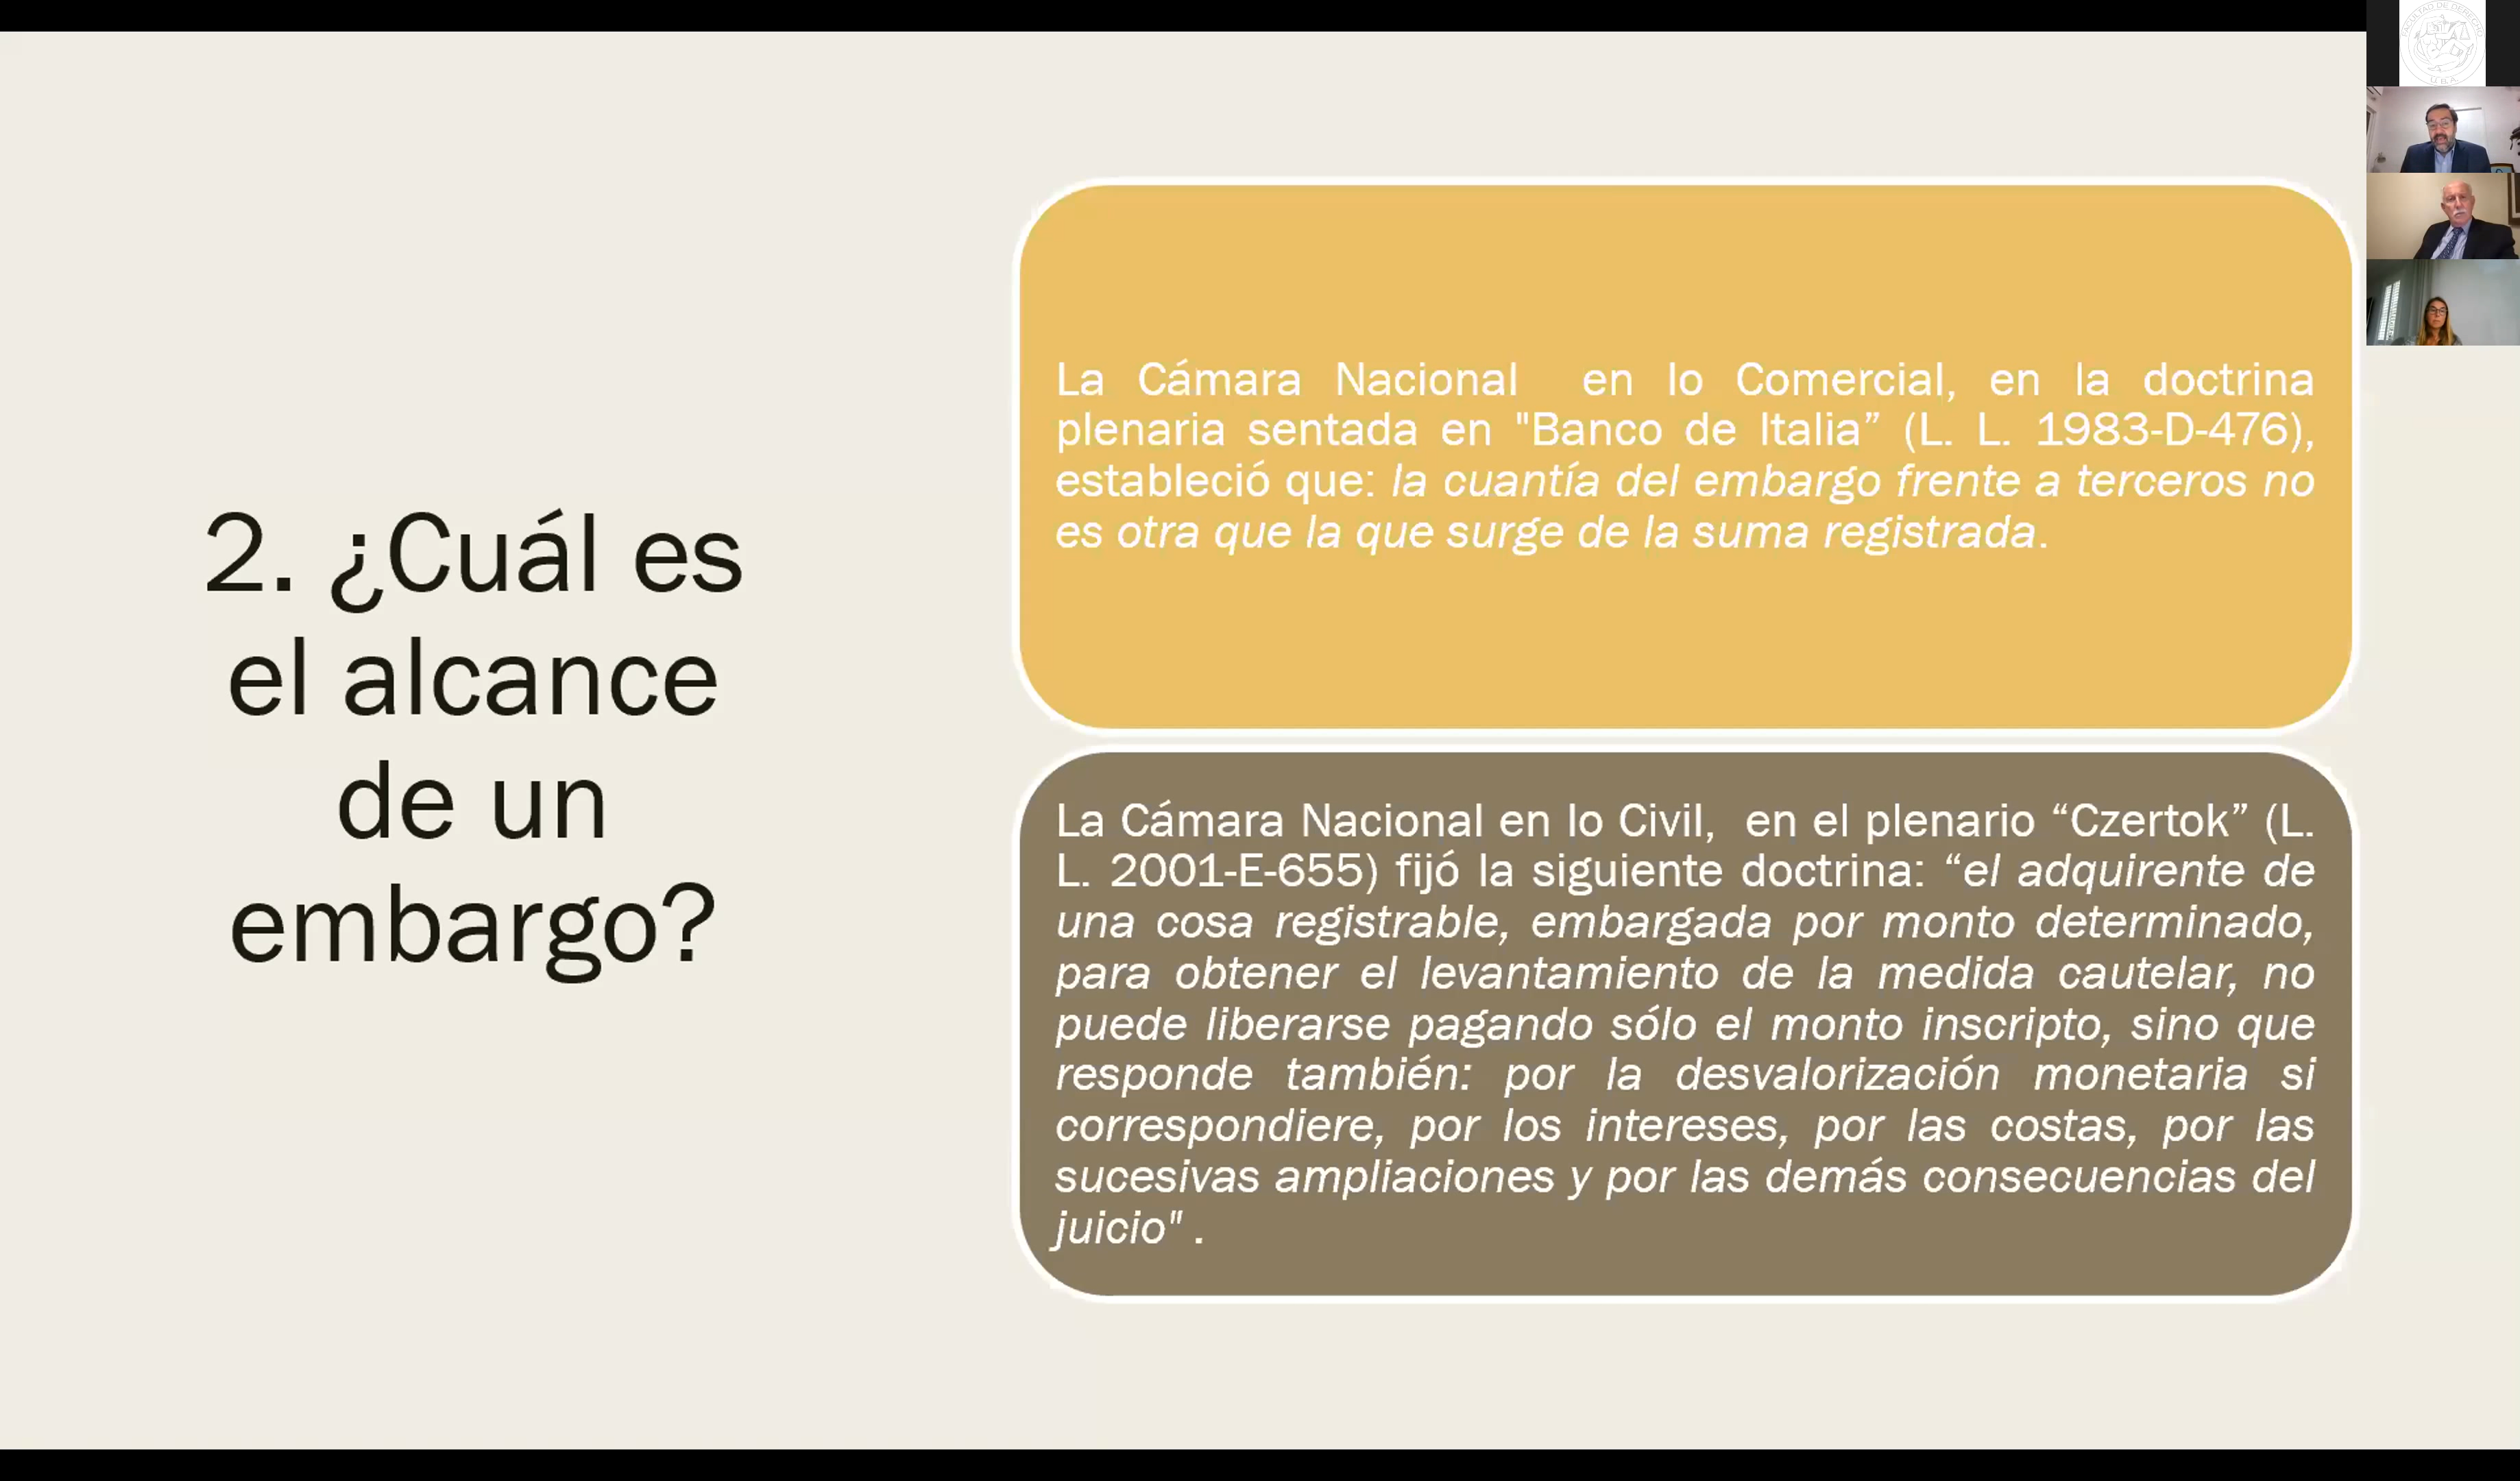 2. ¿Cuál es
el alcance
de un
embargo?
La Cámara Nacional en lo Comercial, en la doctrina
plenaria sentada en "Banco de Italia” (L. L. 1983-D-476),
estableció que: la cuantía del embargo frente a terceros no
es otra que la que surge de la suma registrada.
La Cámara Nacional en lo Civil, en el plenario “Czertok” (L.
L. 2001-E-655) fijó la siguiente doctrina: “el adquirente de
una cosa registrable, embargada por monto determinado,
para obtener el levantamiento de la medida cautelar, no
puede liberarse pagando sólo el monto inscripto, sino que
responde también: por la desvalorización monetaria si
correspondiere, por los intereses, por las costas, por las
sucesivas ampliaciones y por las demás consecuencias del
juicio" .
FACULTAD DE DERECHO